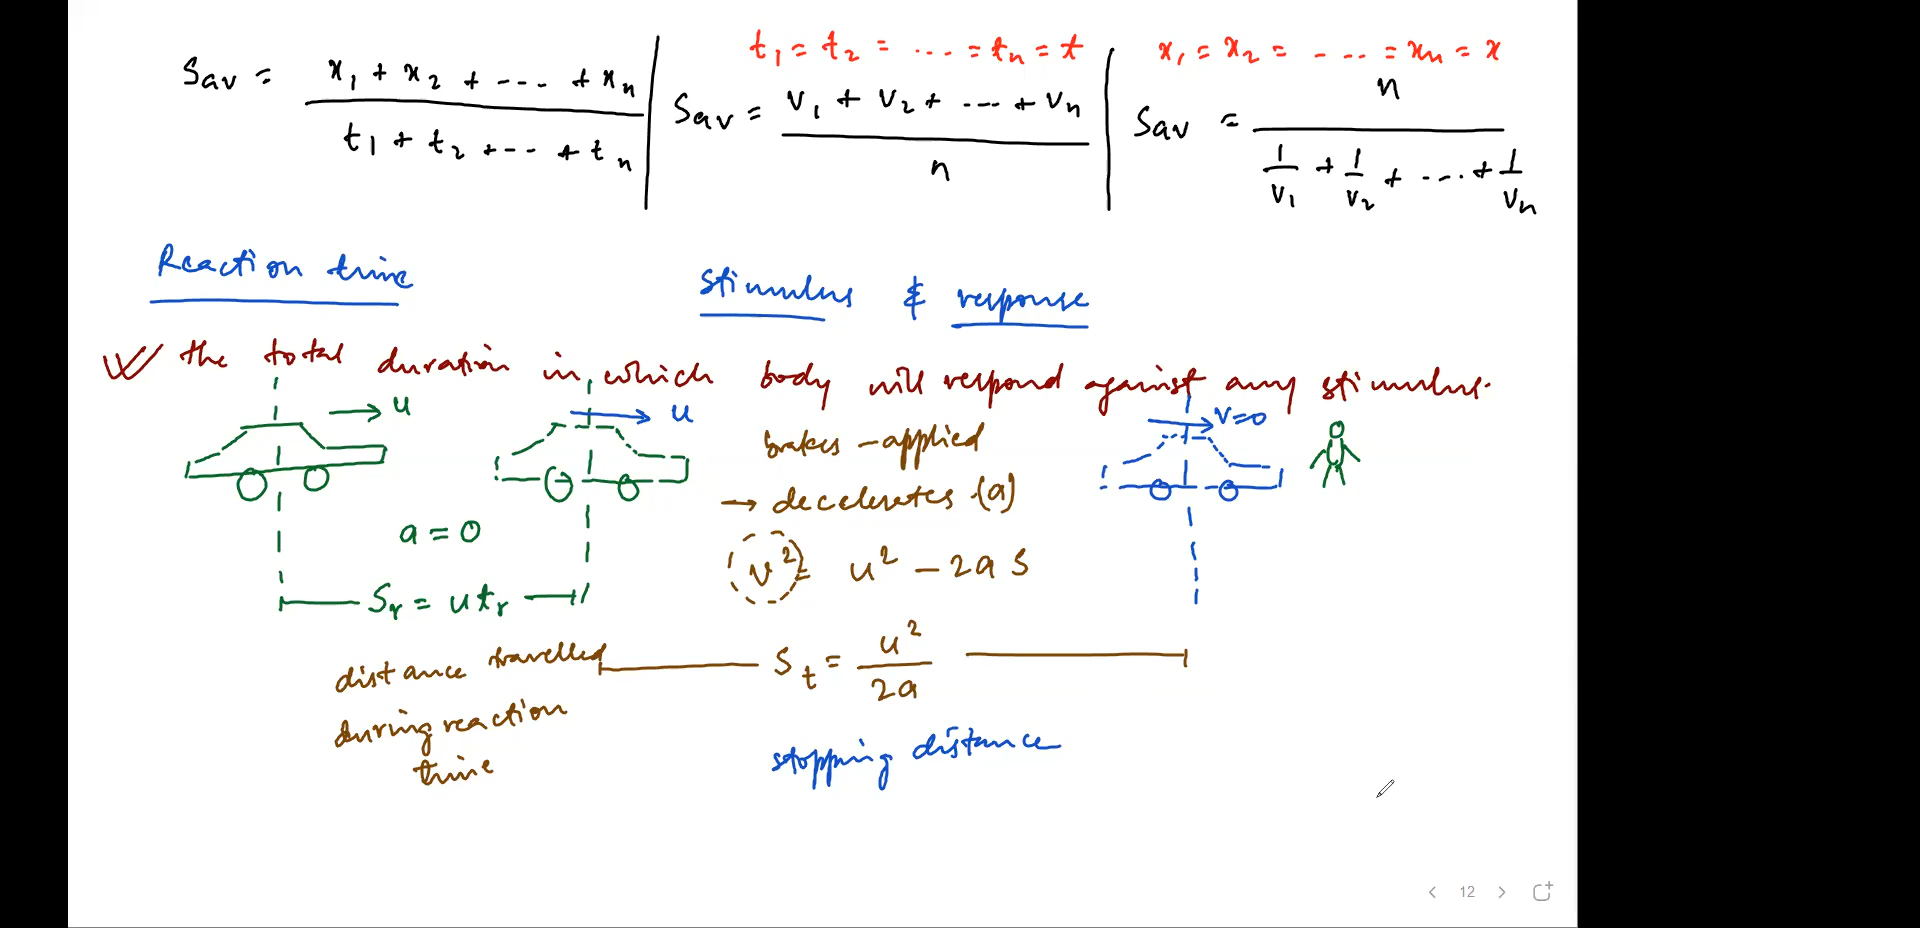 t₁ = t₂ = .... = tₙ = t
x₁ = x₂ = - ... = xₙ = x
Sav = x₁ + x₂ + ---- + xₙ / t₁ + t₂ + --- + tₙ
Sav = v₁ + v₂ + ---- + vₙ / n
Sav = n / 1/v₁ + 1/v₂ + ---- + 1/vₙ
Reaction time
stimulus & response
the total duration in which body will respond against any stimulus.
u
u
v=0
brakes - applied
→ decelerates (a)
a = 0
v² = u² - 2a s
Sr = utr
St = u² / 2a
distance travelled
during reaction
time
stopping distance
< 12 >